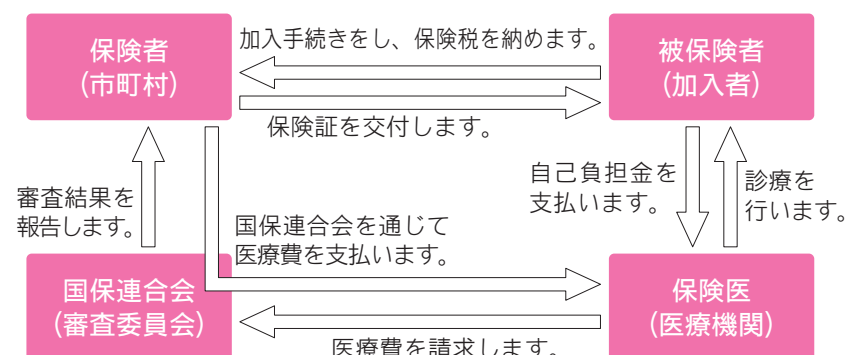 保険者
(市町村)
加入手続きをし、保険税を納めます。
被保険者
(加入者)
保険証を交付します。
審査結果を
報告します。
国保連合会を通じて
医療費を支払います。
自己負担金を
支払います。
診療を
行います。
国保連合会
(審査委員会)
保険医
(医療機関)
医療費を請求します。